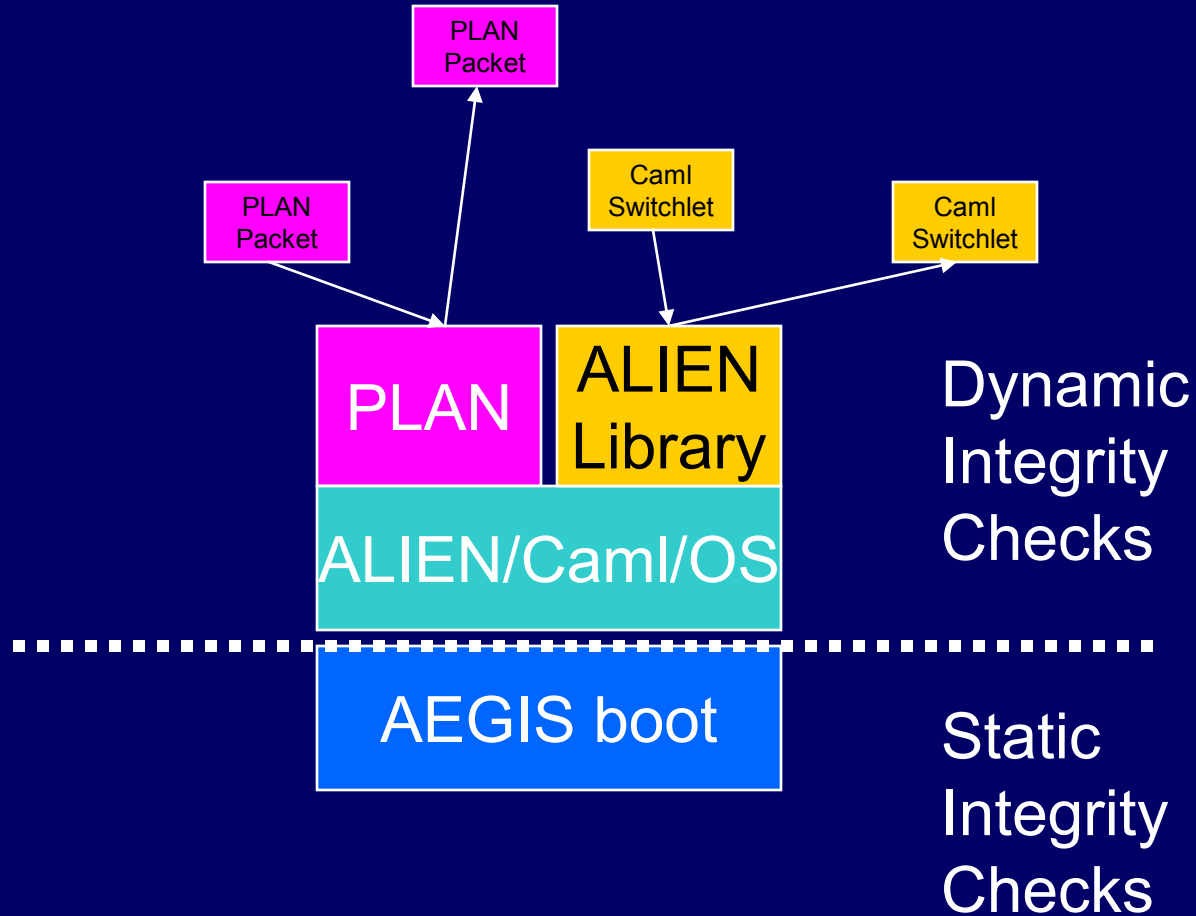 PLAN
Packet
PLAN
Packet
Caml
Switchlet
Caml
Switchlet
PLAN
ALIEN
Library
ALIEN/Caml/OS
AEGIS boot
Dynamic
Integrity
Checks
Static
Integrity
Checks